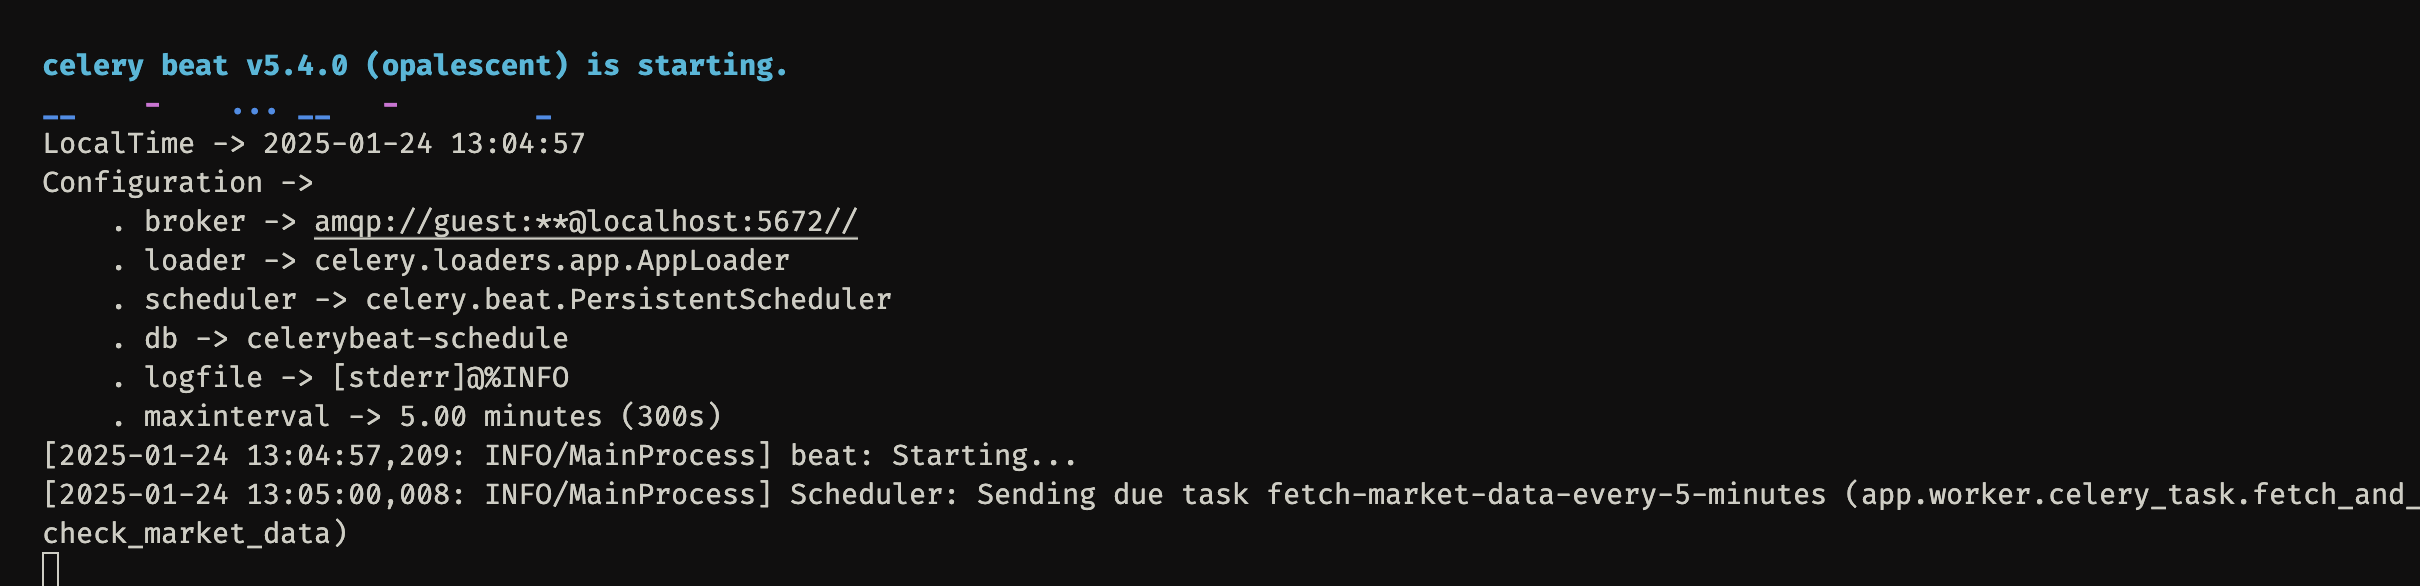 celery beat v5.4.0 (opalescent) is starting.
__    -    ... __   -        _
LocalTime -> 2025-01-24 13:04:57
Configuration ->
    . broker -> amqp://guest:**@localhost:5672//
    . loader -> celery.loaders.app.AppLoader
    . scheduler -> celery.beat.PersistentScheduler
    . db -> celerybeat-schedule
    . logfile -> [stderr]@%INFO
    . maxinterval -> 5.00 minutes (300s)
[2025-01-24 13:04:57,209: INFO/MainProcess] beat: Starting...
[2025-01-24 13:05:00,008: INFO/MainProcess] Scheduler: Sending due task fetch-market-data-every-5-minutes (app.worker.celery_task.fetch_and_
check_market_data)